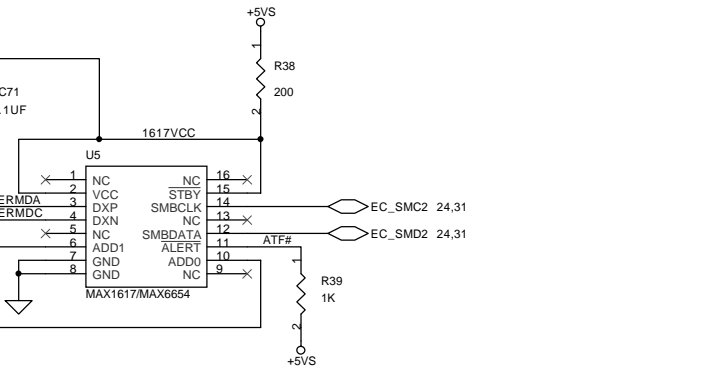 +5VS
1
R38
200
2
C71
.1UF
1617VCC
U5
1 NC NC 16
2 VCC STBY 15
ERMDA 3 DXP SMBCLK 14 EC_SMC2 24,31
ERMDC 4 DXN NC 13
5 NC SMBDATA 12 EC_SMD2 24,31
6 ADD1 ALERT 11 ATF#
7 GND ADD0 10
8 GND NC 9
MAX1617/MAX6654
1
R39
1K
2
+5VS